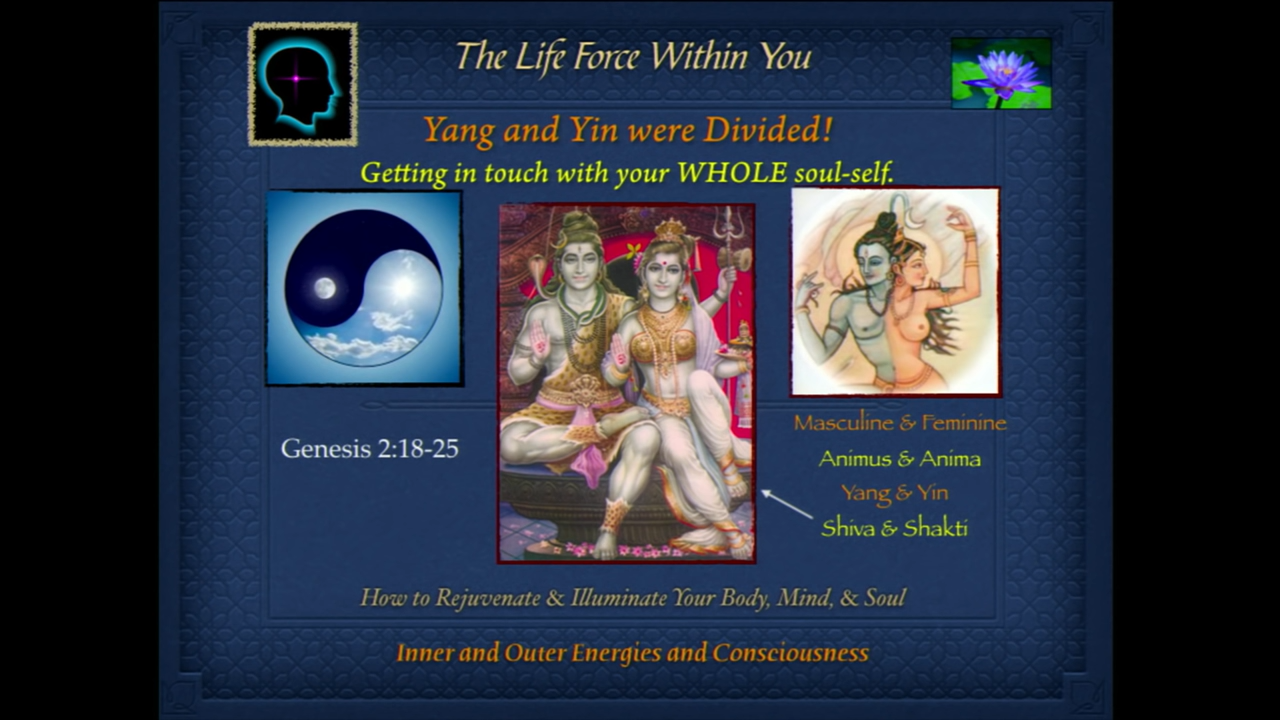 The Life Force Within You
Yang and Yin were Divided!
Getting in touch with your WHOLE soul-self.
Genesis 2:18-25
Masculine & Feminine
Animus & Anima
Yang & Yin
Shiva & Shakti
How to Rejuvenate & Illuminate Your Body, Mind, & Soul
Inner and Outer Energies and Consciousness